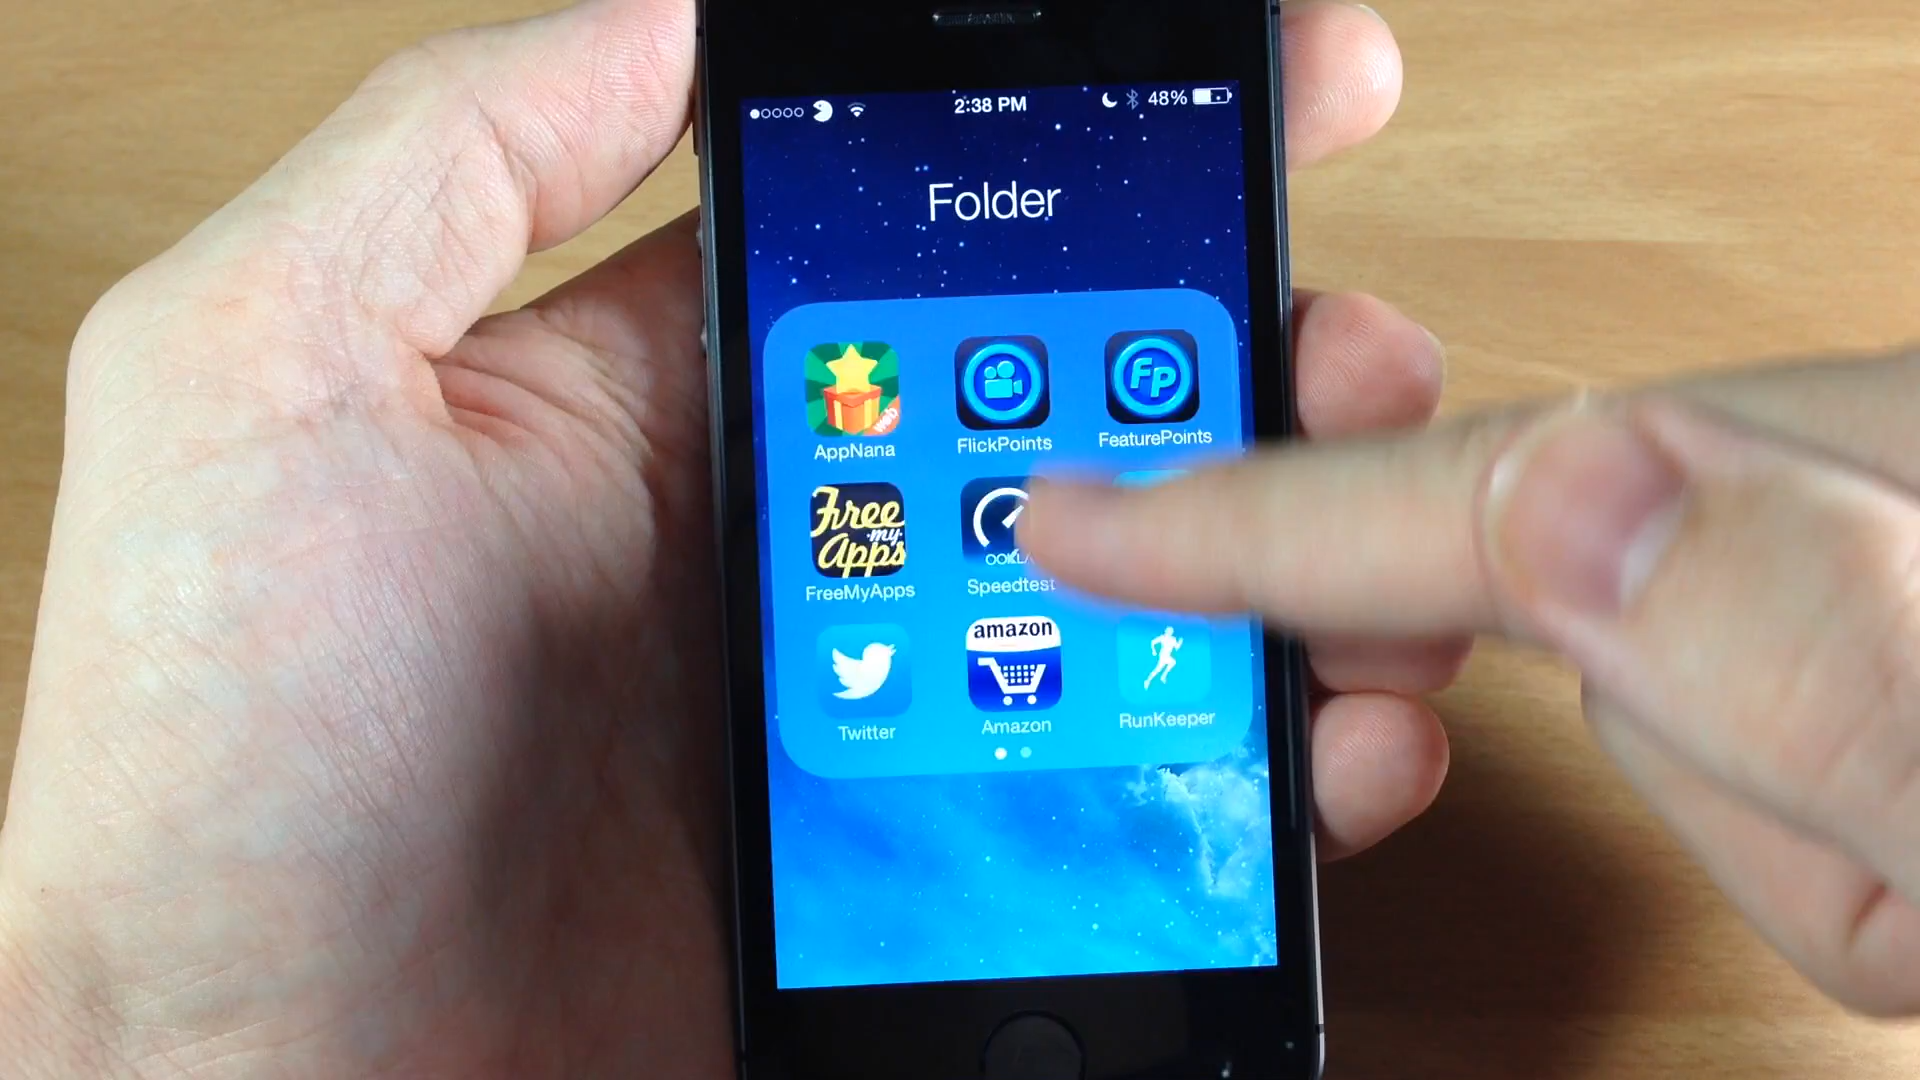 2:38 PM 48%
Folder
web
Fp
AppNana FlickPoints FeaturePoints
Free
my
Apps
OOKLA
FreeMyApps Speedtest
amazon
Twitter Amazon RunKeeper